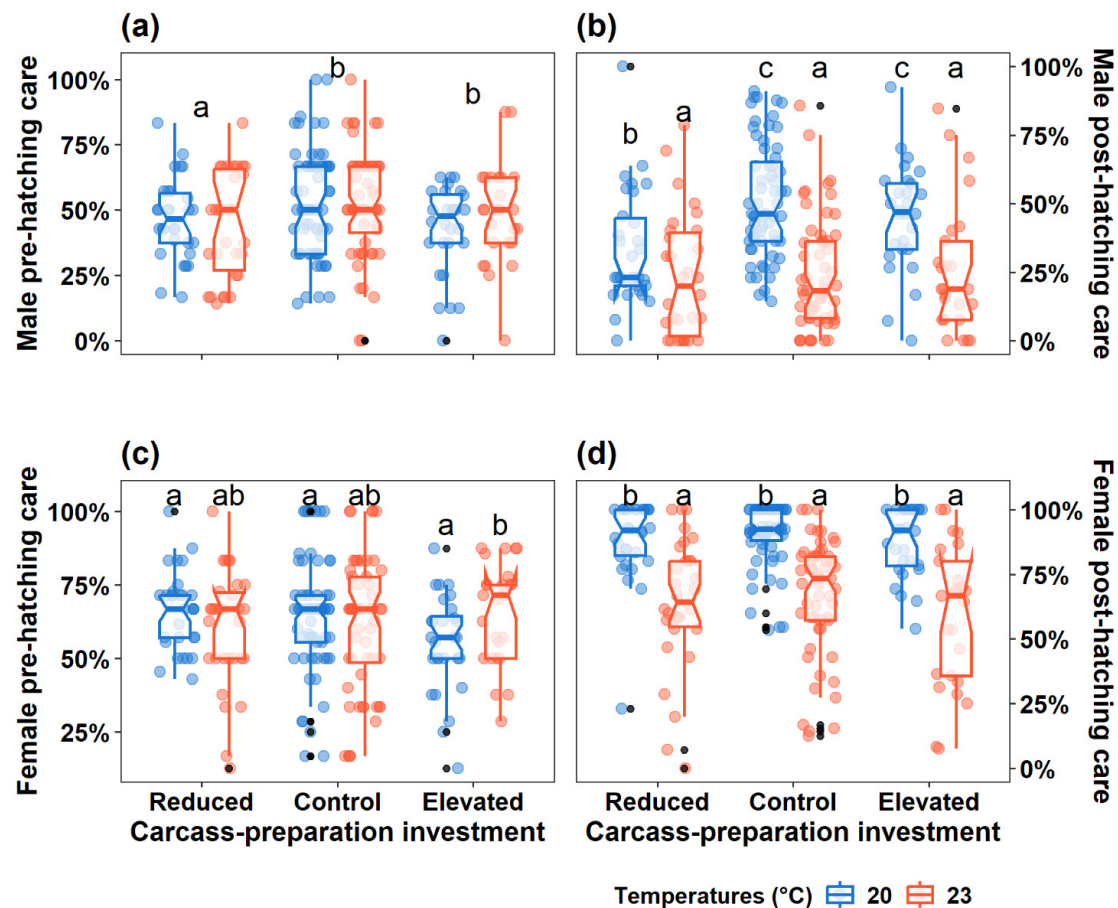 (a)
(b)
Male pre-hatching care
100%
75%
50%
25%
0%
a
b
b
b
a
c
a
c
a
100%
75%
50%
25%
0%
Male post-hatching care
(c)
(d)
Female pre-hatching care
100%
75%
50%
25%
a
ab
a
ab
a
b
b
a
b
a
b
a
100%
75%
50%
25%
0%
Female post-hatching care
Reduced Control Elevated
Carcass-preparation investment
Reduced Control Elevated
Carcass-preparation investment
Temperatures (°C) 20 23